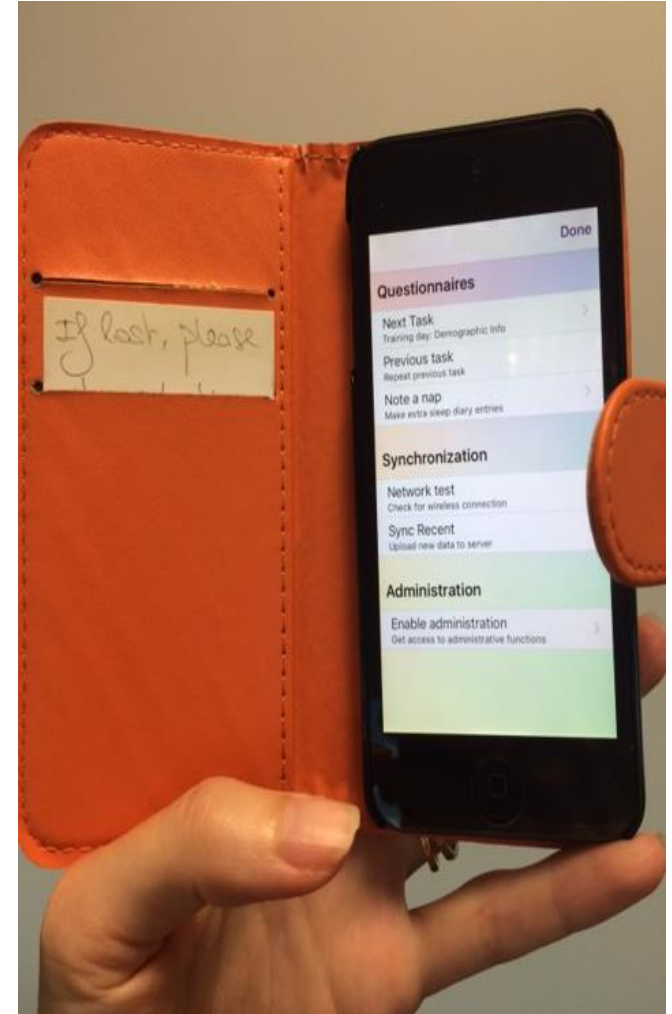 If lost, please
Done
Questionnaires
Next Task
Training day: Demographic Info
Previous task
Repeat previous task
Note a nap
Make extra sleep diary entries
Synchronization
Network test
Check for wireless connection
Sync Recent
Upload new data to server
Administration
Enable administration
Get access to administrative functions